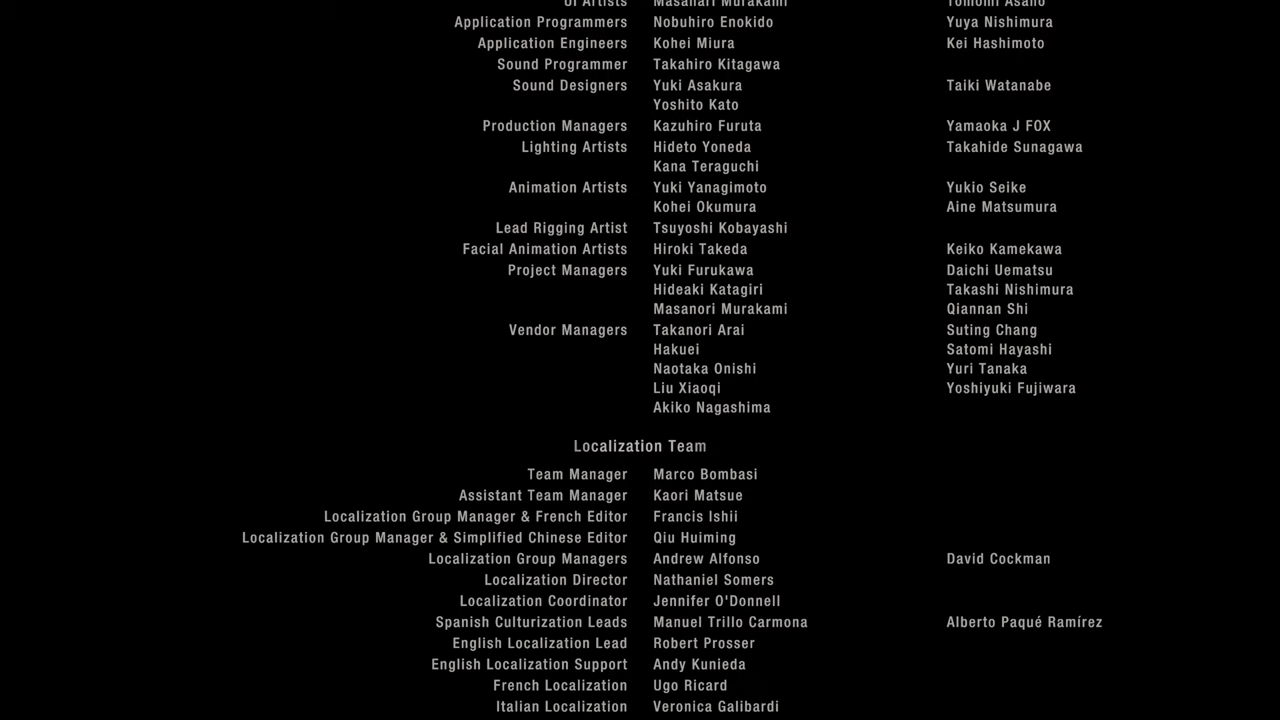 UI Artists Masanari Murakami Tomomi Asano
Application Programmers Nobuhiro Enokido Yuya Nishimura
Application Engineers Kohei Miura Kei Hashimoto
Sound Programmer Takahiro Kitagawa
Sound Designers Yuki Asakura Taiki Watanabe
Yoshito Kato
Production Managers Kazuhiro Furuta Yamaoka J FOX
Lighting Artists Hideto Yoneda Takahide Sunagawa
Kana Teraguchi
Animation Artists Yuki Yanagimoto Yukio Seike
Kohei Okumura Aine Matsumura
Lead Rigging Artist Tsuyoshi Kobayashi
Facial Animation Artists Hiroki Takeda Keiko Kamekawa
Project Managers Yuki Furukawa Daichi Uematsu
Hideaki Katagiri Takashi Nishimura
Masanori Murakami Qiannan Shi
Vendor Managers Takanori Arai Suting Chang
Hakuei Satomi Hayashi
Naotaka Onishi Yuri Tanaka
Liu Xiaoqi Yoshiyuki Fujiwara
Akiko Nagashima
Localization Team
Team Manager Marco Bombasi
Assistant Team Manager Kaori Matsue
Localization Group Manager & French Editor Francis Ishii
Localization Group Manager & Simplified Chinese Editor Qiu Huiming
Localization Group Managers Andrew Alfonso David Cockman
Localization Director Nathaniel Somers
Localization Coordinator Jennifer O'Donnell
Spanish Culturization Leads Manuel Trillo Carmona Alberto Paqué Ramírez
English Localization Lead Robert Prosser
English Localization Support Andy Kunieda
French Localization Ugo Ricard
Italian Localization Veronica Galibardi